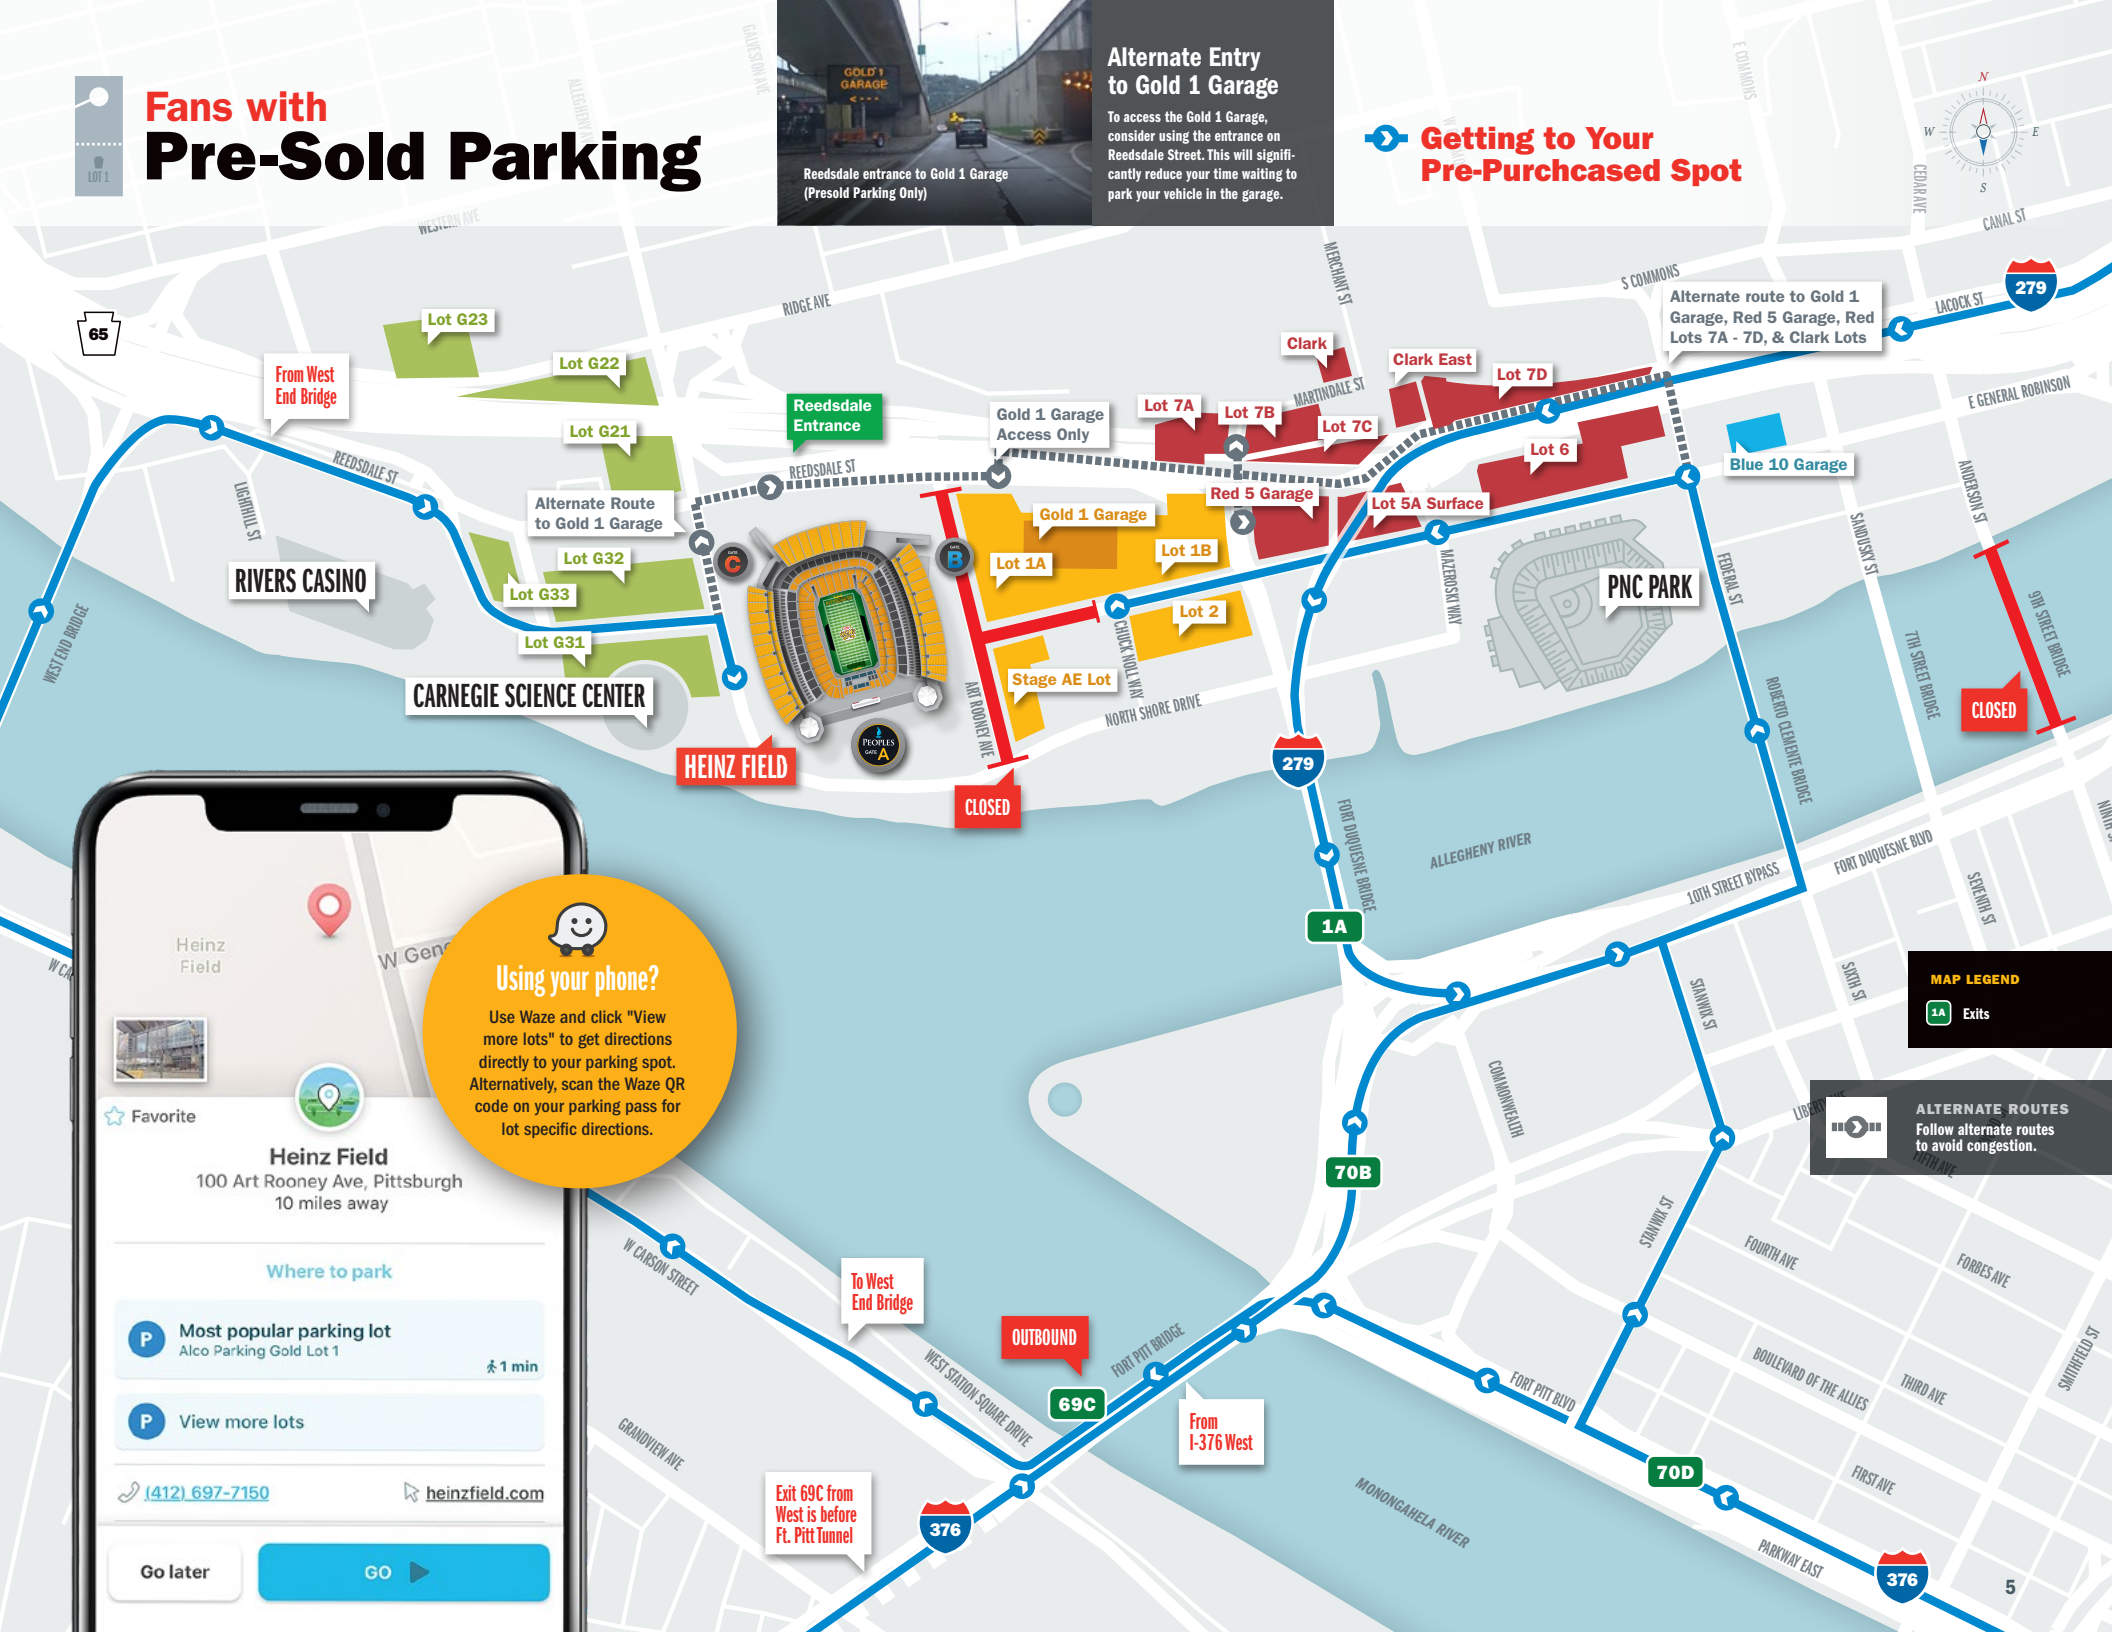 LOT 1
Fans with
Pre-Sold Parking
GOLD 1
GARAGE
Reedsdale entrance to Gold 1 Garage
(Presold Parking Only)
Alternate Entry
to Gold 1 Garage
To access the Gold 1 Garage,
consider using the entrance on
Reedsdale Street. This will signifi-
cantly reduce your time waiting to
park your vehicle in the garage.
Getting to Your
Pre-Purchcased Spot
N
W
E
S
GALVESTON AVE
E COMMONS
CEDAR AVE
CANAL ST
WESTERN AVE
MERCHANT ST
S COMMONS
RIDGE AVE
LACOCK ST
279
Alternate route to Gold 1
Garage, Red 5 Garage, Red
Lots 7A - 7D, & Clark Lots
65
Lot G23
Lot G22
Lot G21
From West
End Bridge
Reedsdale
Entrance
Gold 1 Garage
Access Only
Clark
Clark East
Lot 7D
MARTINDALE ST
Lot 7A
Lot 7B
Lot 7C
E GENERAL ROBINSON
Lot 6
Blue 10 Garage
REEDSDALE ST
REEDSDALE ST
LIGHTHILL ST
Alternate Route
to Gold 1 Garage
Red 5 Garage
Lot 5A Surface
Gold 1 Garage
ANDERSON ST
SANDUSKY ST
GATE
C
GATE
B
Lot 1A
Lot 1B
Lot G32
Lot G33
Lot G31
RIVERS CASINO
WEST END BRIDGE
CARNEGIE SCIENCE CENTER
Lot 2
Stage AE Lot
CHUCK NOLL WAY
MAZEROSKI WAY
PNC PARK
FEDERAL ST
7TH STREET BRIDGE
9TH STREET BRIDGE
CLOSED
ART ROONEY AVE
NORTH SHORE DRIVE
ROBERTO CLEMENTE BRIDGE
HEINZ FIELD
PEOPLES
GATE A
CLOSED
279
FORT DUQUESNE BRIDGE
ALLEGHENY RIVER
FORT DUQUESNE BLVD
10TH STREET BYPASS
SEVENTH ST
SIXTH ST
STANWIX ST
1A
MAP LEGEND
1A
Exits
ALTERNATE ROUTES
Follow alternate routes
to avoid congestion.
FIFTH AVE
COMMONWEALTH
70B
STANWIX ST
FOURTH AVE
FORBES AVE
SMITHFIELD ST
BOULEVARD OF THE ALLIES
THIRD AVE
FIRST AVE
FORT PITT BLVD
70D
PARKWAY EAST
376
MONONGAHELA RIVER
FORT PITT BRIDGE
From
I-376 West
OUTBOUND
69C
To West
End Bridge
W CARSON STREET
WEST STATION SQUARE DRIVE
GRANDVIEW AVE
Exit 69C from
West is before
Ft. Pitt Tunnel
376
Using your phone?
Use Waze and click "View
more lots" to get directions
directly to your parking spot.
Alternatively, scan the Waze QR
code on your parking pass for
lot specific directions.
Heinz
Field
W Gen
Favorite
Heinz Field
100 Art Rooney Ave, Pittsburgh
10 miles away
Where to park
P
Most popular parking lot
Alco Parking Gold Lot 1
1 min
P
View more lots
(412) 697-7150
heinzfield.com
Go later
GO
5